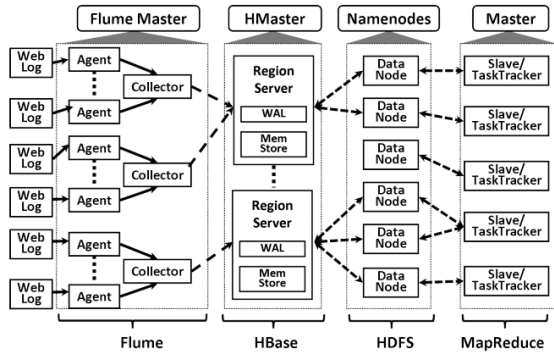 Flume Master
HMaster
Namenodes
Master
Web
Log
Web
Log
Web
Log
Web
Log
Web
Log
Web
Log
Agent
Agent
Agent
Agent
Agent
Agent
Collector
Collector
Collector
Region
Server
WAL
Mem
Store
Region
Server
WAL
Mem
Store
Data
Node
Data
Node
Data
Node
Data
Node
Data
Node
Data
Node
Slave/
TaskTracker
Slave/
TaskTracker
Slave/
TaskTracker
Slave/
TaskTracker
Slave/
TaskTracker
Flume
HBase
HDFS
MapReduce